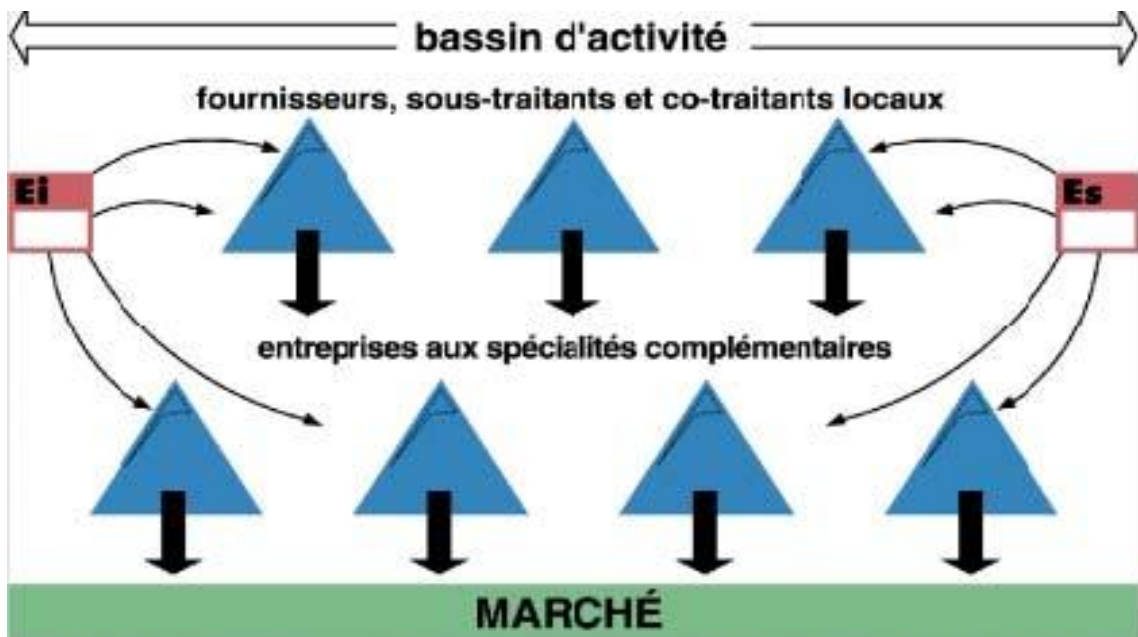 bassin d'activité
fournisseurs, sous-traitants et co-traitants locaux
Ei
Es
entreprises aux spécialités complémentaires
MARCHÉ